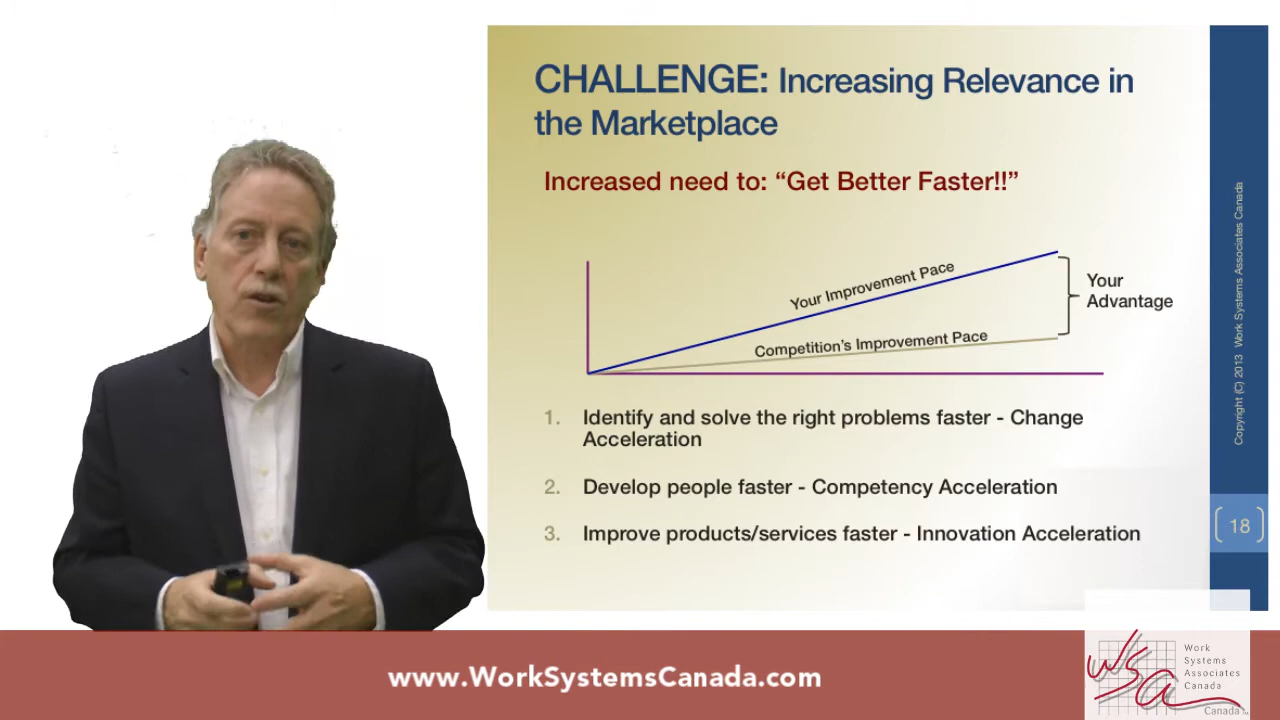 CHALLENGE: Increasing Relevance in
the Marketplace
Increased need to: “Get Better Faster!!”
Your Improvement Pace
Competition’s Improvement Pace
Your
Advantage
1. Identify and solve the right problems faster - Change
Acceleration
2. Develop people faster - Competency Acceleration
3. Improve products/services faster - Innovation Acceleration
Copyright (C) 2013 Work Systems Associates Canada
18
www.WorkSystemsCanada.com
wsa
Work
Systems
Associates
Canada
Canada